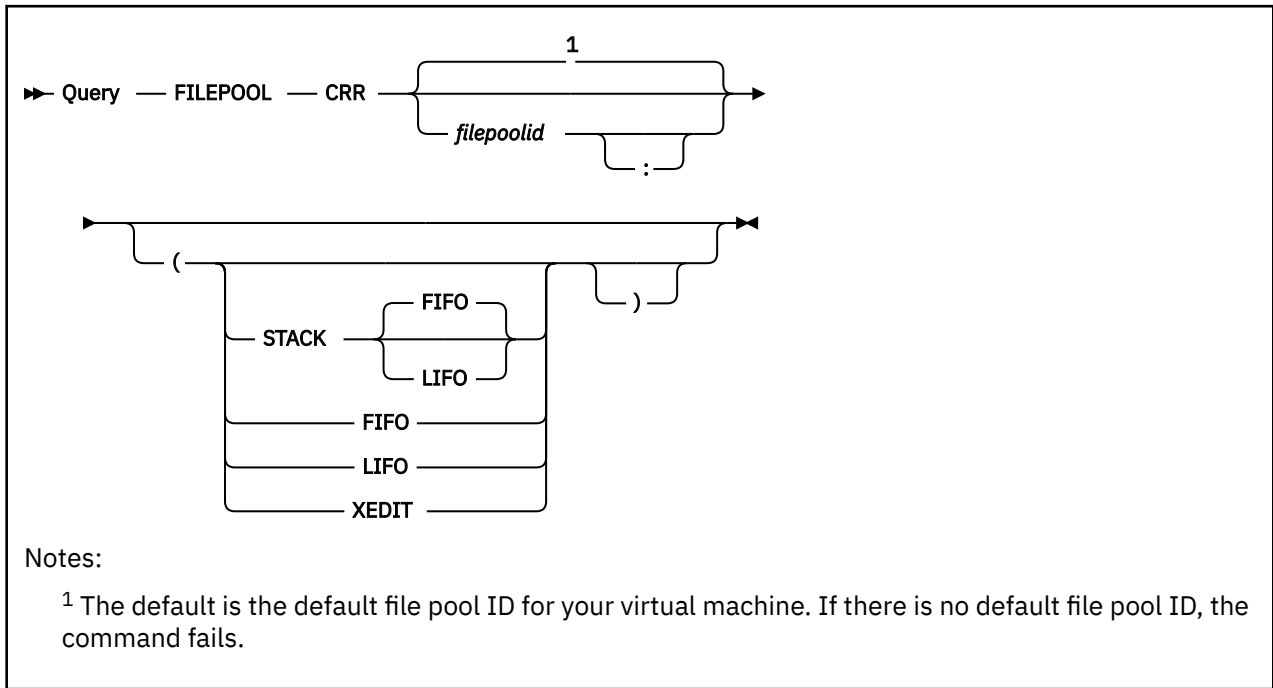 1
Query FILEPOOL CRR
filepoolid
:
(
)
FIFO
STACK
LIFO
FIFO
LIFO
XEDIT
Notes:
1 The default is the default file pool ID for your virtual machine. If there is no default file pool ID, the
command fails.